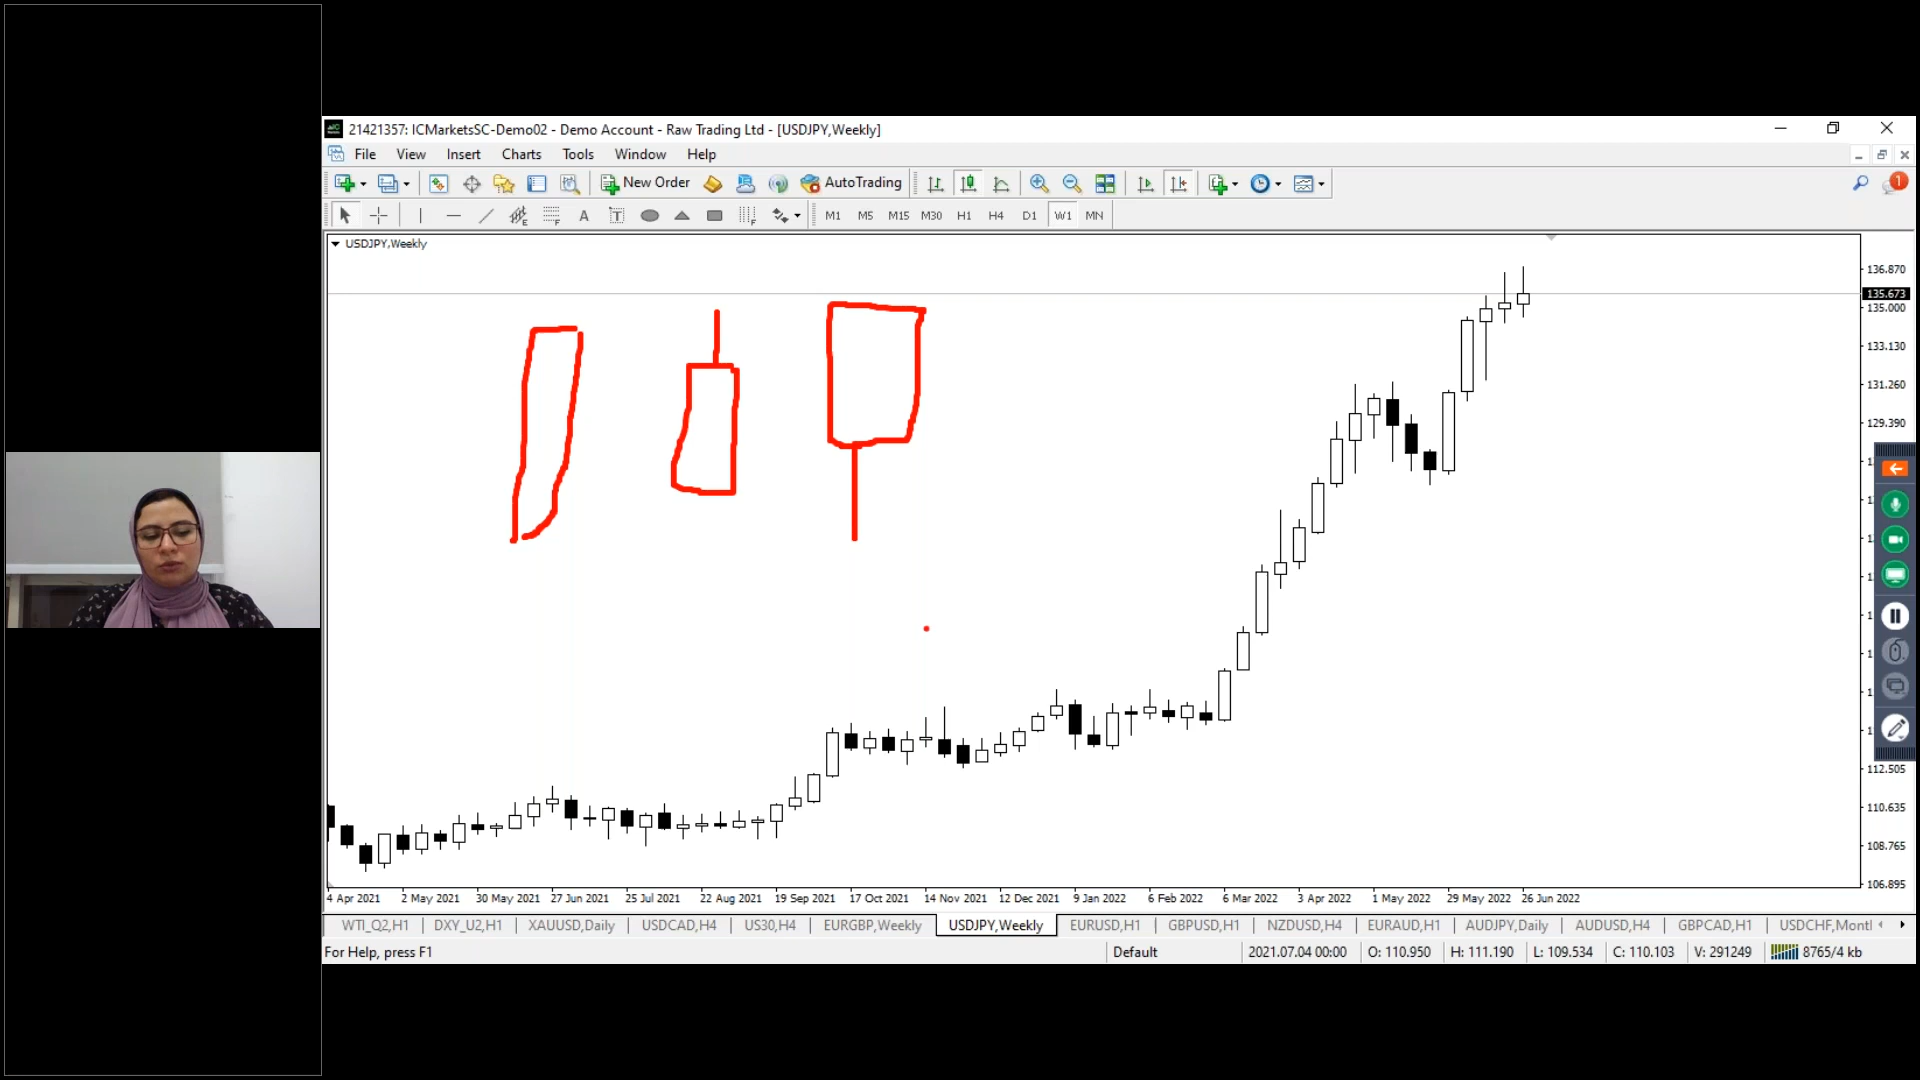 21421357: ICMarketsSC-Demo02 - Demo Account - Raw Trading Ltd - [USDJPY,Weekly]
File View Insert Charts Tools Window Help
New Order AutoTrading 1
A T M1 M5 M15 M30 H1 H4 D1 W1 MN
USDJPY,Weekly
136.870
135.673
135.000
133.130
131.260
129.390
112.505
110.635
108.765
106.895
4 Apr 2021 2 May 2021 30 May 2021 27 Jun 2021 25 Jul 2021 22 Aug 2021 19 Sep 2021 17 Oct 2021 14 Nov 2021 12 Dec 2021 9 Jan 2022 6 Feb 2022 6 Mar 2022 3 Apr 2022 1 May 2022 29 May 2022 26 Jun 2022
WTI_Q2,H1 DXY_U2,H1 XAUUSD,Daily USDCAD,H4 US30,H4 EURGBP,Weekly USDJPY,Weekly EURUSD,H1 GBPUSD,H1 NZDUSD,H4 EURAUD,H1 AUDJPY,Daily AUDUSD,H4 GBPCAD,H1 USDCHF,Montl
For Help, press F1 Default 2021.07.04 00:00 O: 110.950 H: 111.190 L: 109.534 C: 110.103 V: 291249 8765/4 kb